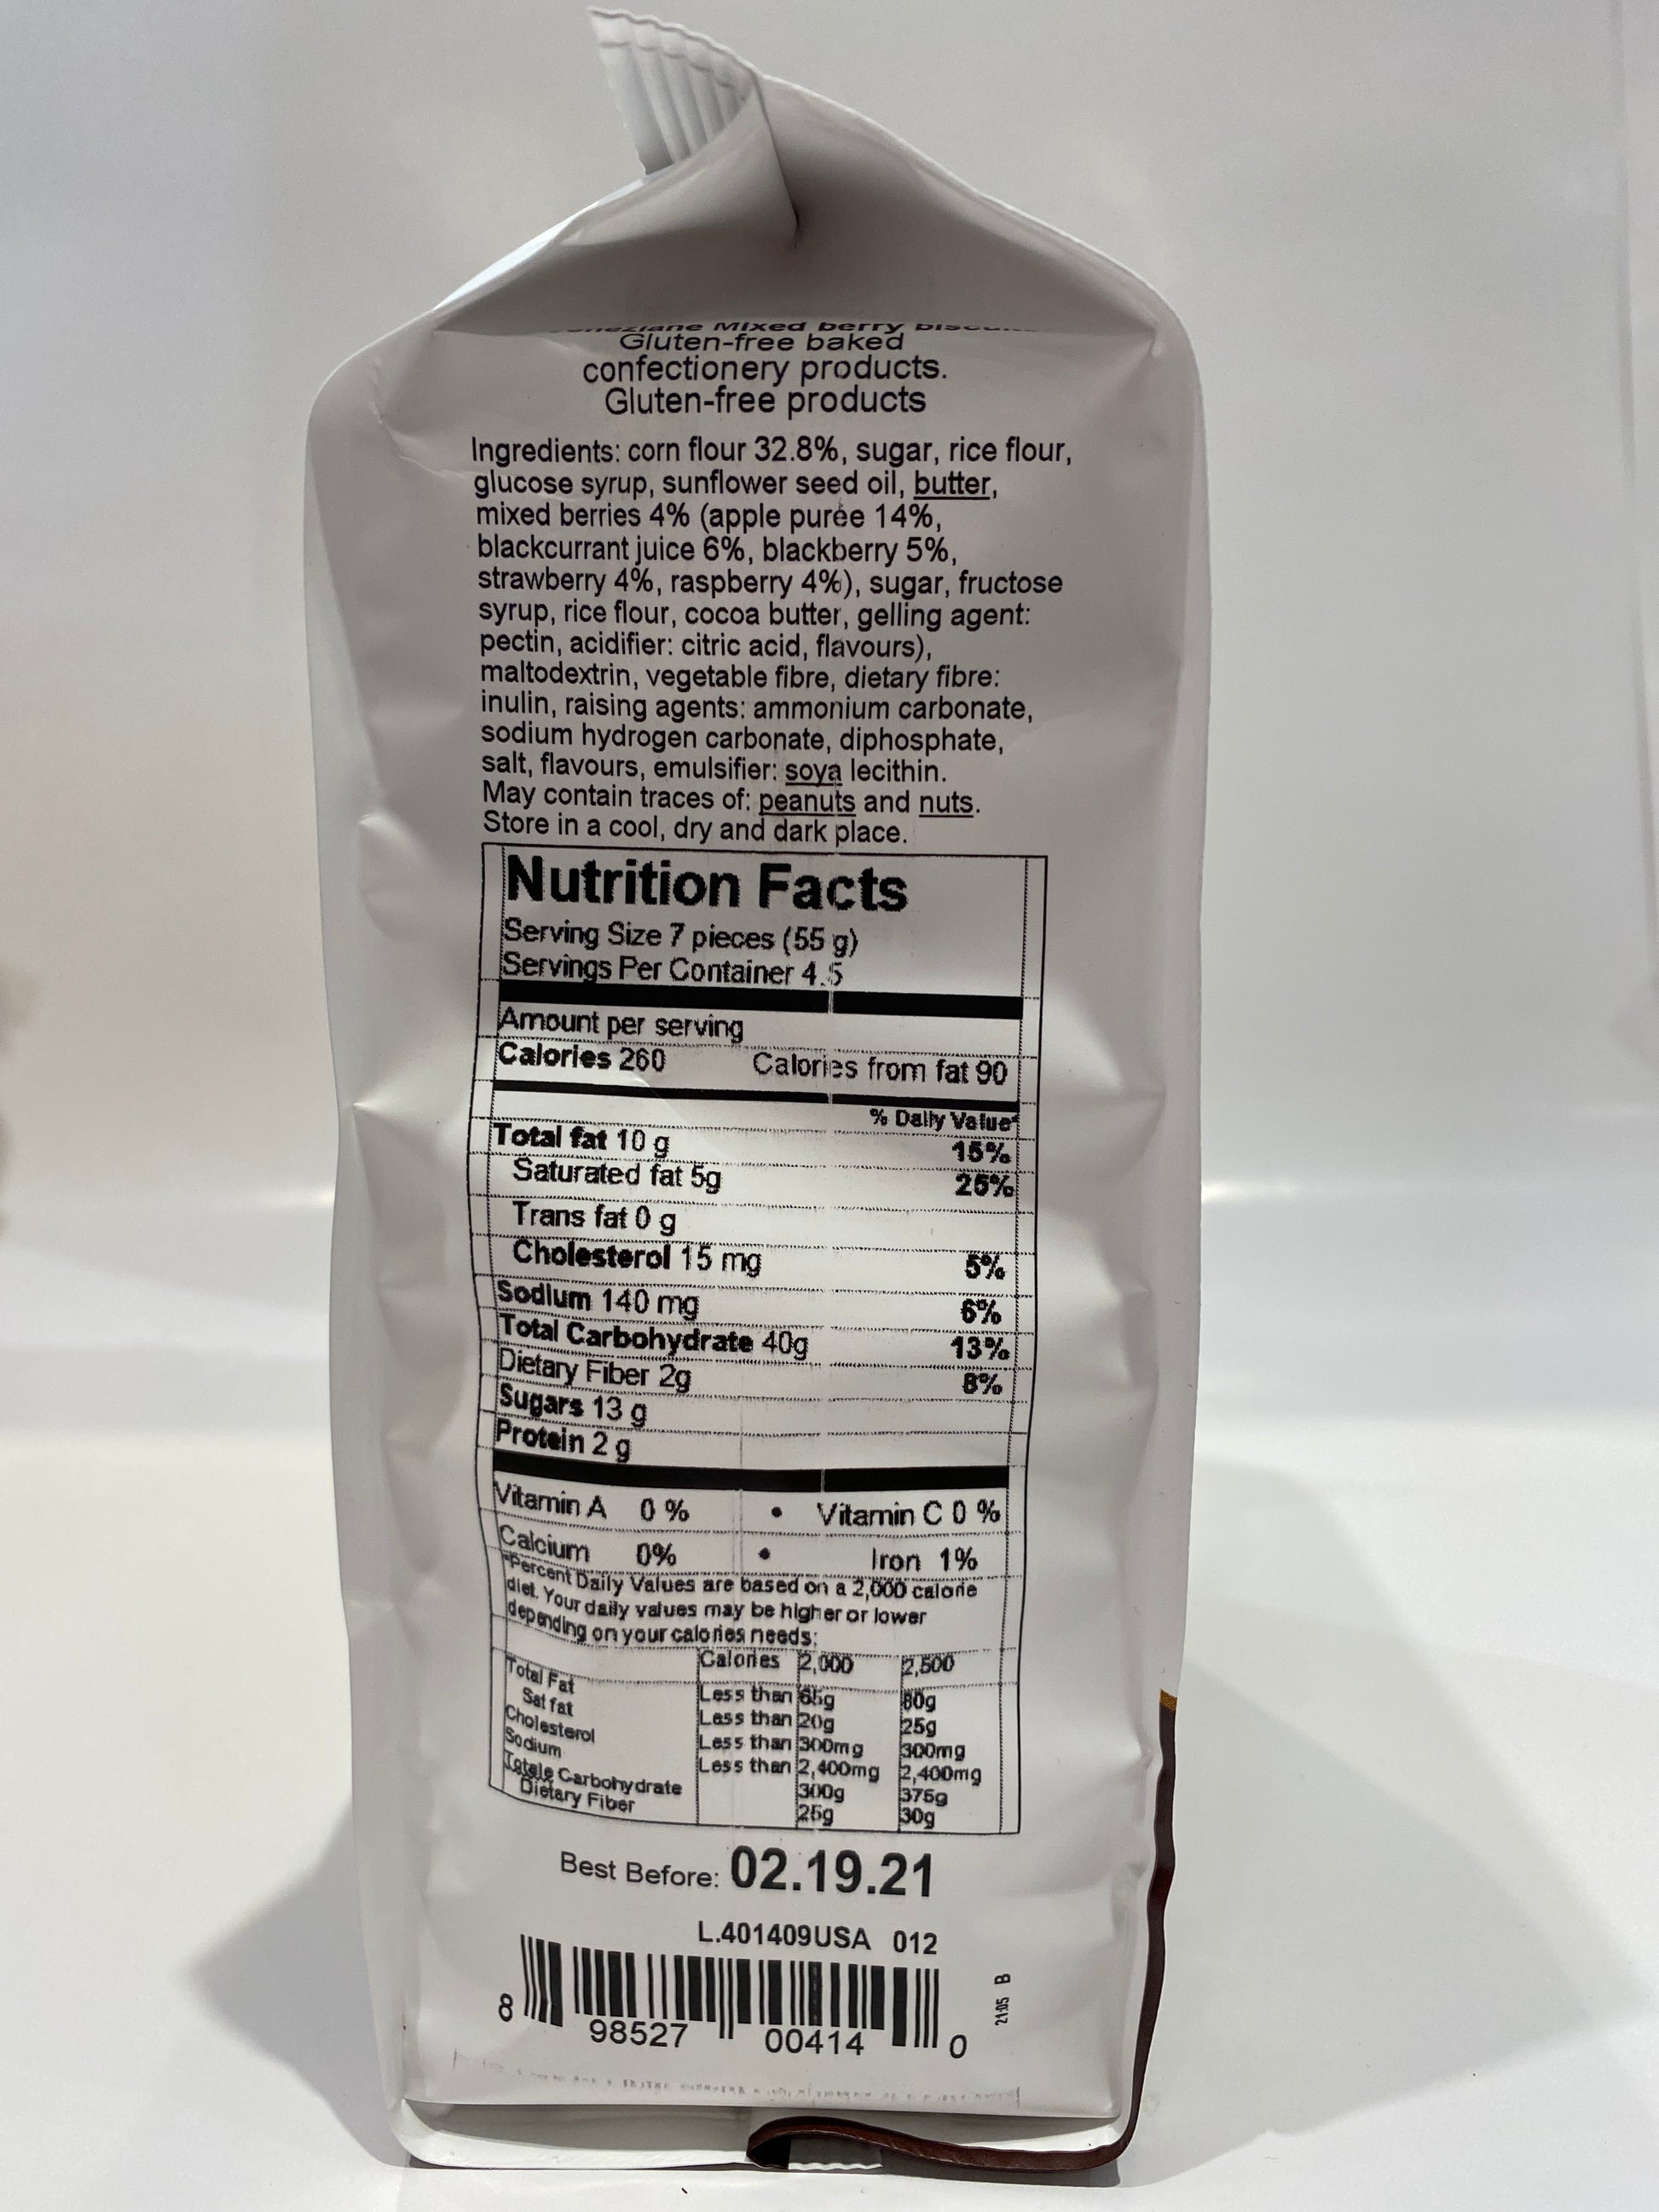 Mixed berry
Gluten-free baked
confectionery products.
Gluten-free products
Ingredients: corn flour 32.8%, sugar, rice flour,
glucose syrup, sunflower seed oil, butter,
mixed berries 4% (apple purée 14%,
blackcurrant juice 6%, blackberry 5%,
strawberry 4%, raspberry 4%), sugar, fructose
syrup, rice flour, cocoa butter, gelling agent:
pectin, acidifier: citric acid, flavours),
maltodextrin, vegetable fibre, dietary fibre:
inulin, raising agents: ammonium carbonate,
sodium hydrogen carbonate, diphosphate,
salt, flavours, emulsifier: soya lecithin.
May contain traces of: peanuts and nuts.
Store in a cool, dry and dark place.
Nutrition Facts
Serving Size 7 pieces (55 g)
Servings Per Container 4.5
Amount per serving
Calories 260 Calories from fat 90
% Daily Value*
Total fat 10 g 15%
Saturated fat 5g 25%
Trans fat 0 g
Cholesterol 15 mg 5%
Sodium 140 mg 6%
Total Carbohydrate 40g 13%
Dietary Fiber 2g 8%
Sugars 13 g
Protein 2 g
Vitamin A 0 % • Vitamin C 0 %
Calcium 0% • Iron 1%
*Percent Daily Values are based on a 2,000 calorie
diet. Your daily values may be higher or lower
depending on your calories needs:
Calories 2,000 2,500
Total Fat Less than 65g 80g
Sat fat Less than 20g 25g
Cholesterol Less than 300mg 300mg
Sodium Less than 2,400mg 2,400mg
Totale Carbohydrate 300g 375g
Dietary Fiber 25g 30g
Best Before: 02.19.21
L.401409USA 012
21:05 B
8 98527 00414 0